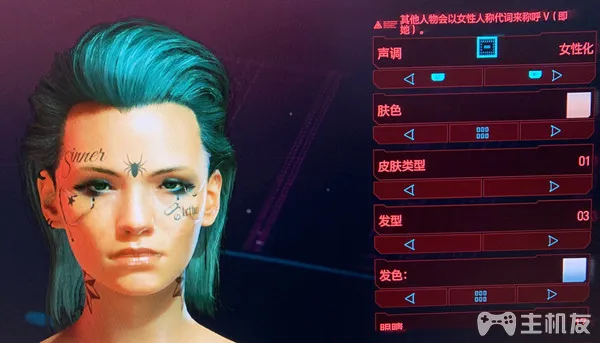 其他人物会以女性人称代词来称呼 V（即
她）。
声调
女性化
肤色
皮肤类型
01
发型
03
发色：
眼睛
Sinner
主机友